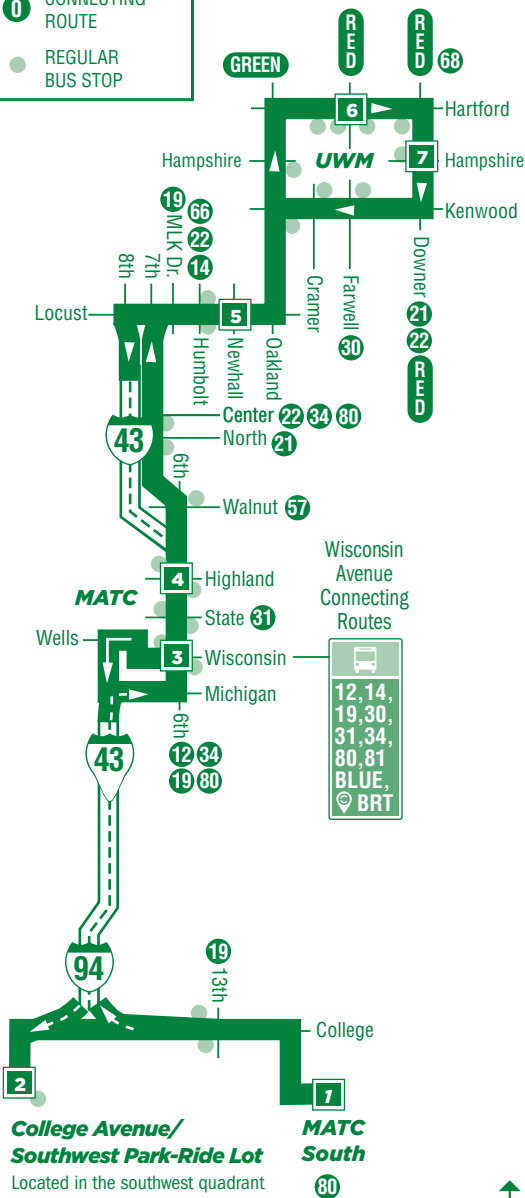 0 CONNECTING
ROUTE
REGULAR
BUS STOP
GREEN
RED
RED
68
6
Hartford
Hampshire
UWM
7
Hampshire
Kenwood
19
MLK Dr.
66
22
14
8th
7th
Locust
5
Humbolt
Newhall
Oakland
Cramer
Farwell
30
Downer
21
22
RED
Center 22 34 80
North 21
43
6th
Walnut 57
4
Highland
MATC
State 31
Wells
3
Wisconsin
Michigan
6th
12 34
19 80
Wisconsin
Avenue
Connecting
Routes
12,14,
19,30,
31,34,
80,81
BLUE,
C BRT
43
94
19
13th
College
2
1
College Avenue/
Southwest Park-Ride Lot
Located in the southwest quadrant
MATC
South
80